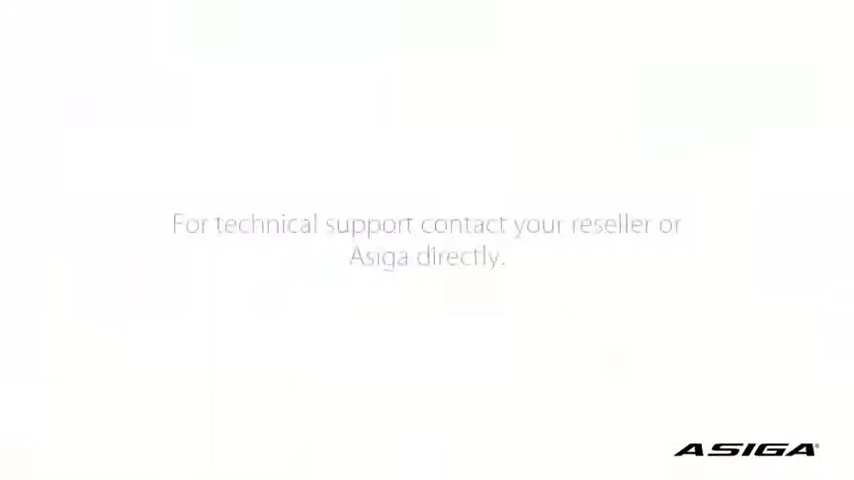 For technical support contact your reseller or
Asiga directly.
ASIGA®